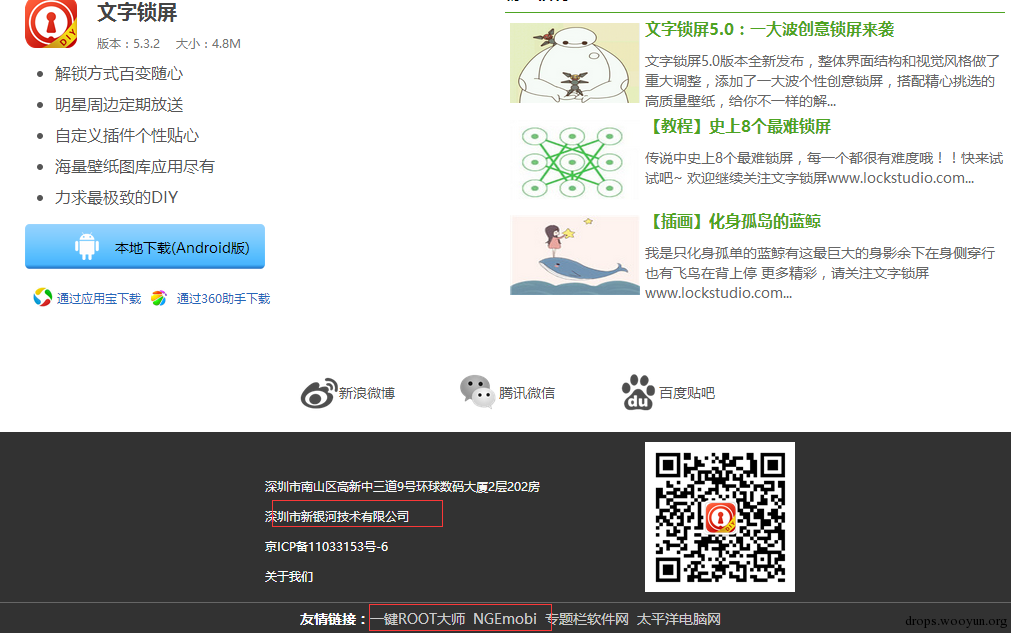 文字锁屏
版本：5.3.2 大小：4.8M
解锁方式百变随心
明星周边定期放送
自定义插件个性贴心
海量壁纸图库应用尽有
力求最极致的DIY
本地下载(Android版)
通过应用宝下载 通过360助手下载
文字锁屏5.0：一大波创意锁屏来袭
文字锁屏5.0版本全新发布，整体界面结构和视觉风格做了
重大调整，添加了一大波个性创意锁屏，搭配精心挑选的
高质量壁纸，给你不一样的解...
【教程】史上8个最难锁屏
传说中史上8个最难锁屏，每一个都很有难度哦！！快来试
试吧~ 欢迎继续关注文字锁屏www.lockstudio.com...
【插画】化身孤岛的蓝鲸
我是只化身孤单的蓝鲸有这最巨大的身影余下在身侧穿行
也有飞鸟在背上停 更多精彩，请关注文字锁屏
www.lockstudio.com...
新浪微博 腾讯微信 百度贴吧
深圳市南山区高新中三道9号环球数码大厦2层202房
深圳市新银河技术有限公司
京ICP备11033153号-6
关于我们
友情链接：一键ROOT大师 NGEmobi 专题栏软件网 太平洋电脑网
drops.wooyun.org